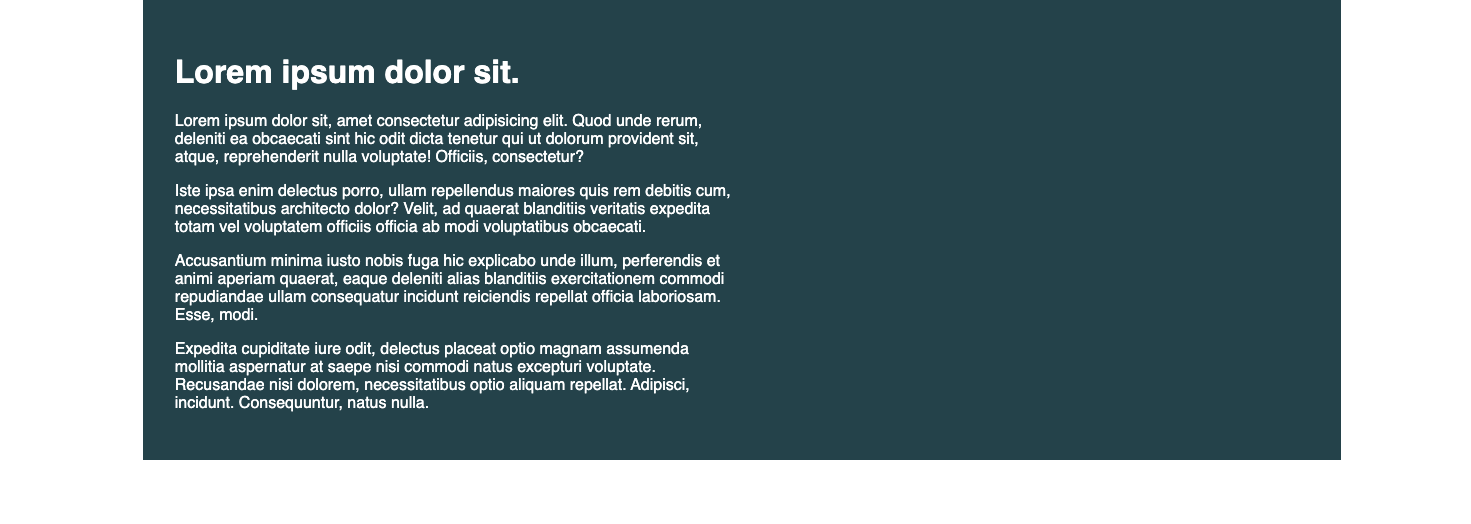 Lorem ipsum dolor sit.
Lorem ipsum dolor sit, amet consectetur adipisicing elit. Quod unde rerum,
deleniti ea obcaecati sint hic odit dicta tenetur qui ut dolorum provident sit,
atque, reprehenderit nulla voluptate! Officiis, consectetur?
Iste ipsa enim delectus porro, ullam repellendus maiores quis rem debitis cum,
necessitatibus architecto dolor? Velit, ad quaerat blanditiis veritatis expedita
totam vel voluptatem officiis officia ab modi voluptatibus obcaecati.
Accusantium minima iusto nobis fuga hic explicabo unde illum, perferendis et
animi aperiam quaerat, eaque deleniti alias blanditiis exercitationem commodi
repudiandae ullam consequatur incidunt reiciendis repellat officia laboriosam.
Esse, modi.
Expedita cupiditate iure odit, delectus placeat optio magnam assumenda
mollitia aspernatur at saepe nisi commodi natus excepturi voluptate.
Recusandae nisi dolorem, necessitatibus optio aliquam repellat. Adipisci,
incidunt. Consequuntur, natus nulla.